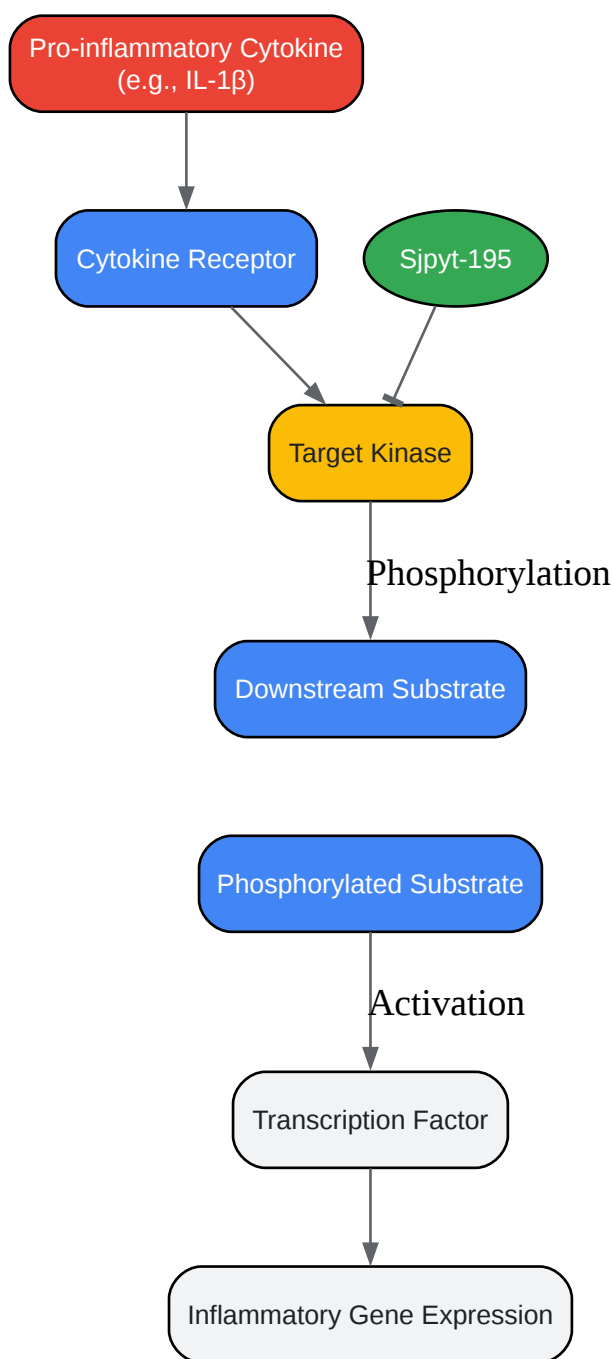 Pro-inflammatory Cytokine
(e.g., IL-1β)
Cytokine Receptor
Sjpyt-195
Target Kinase
Phosphorylation
Downstream Substrate
Phosphorylated Substrate
Activation
Transcription Factor
Inflammatory Gene Expression